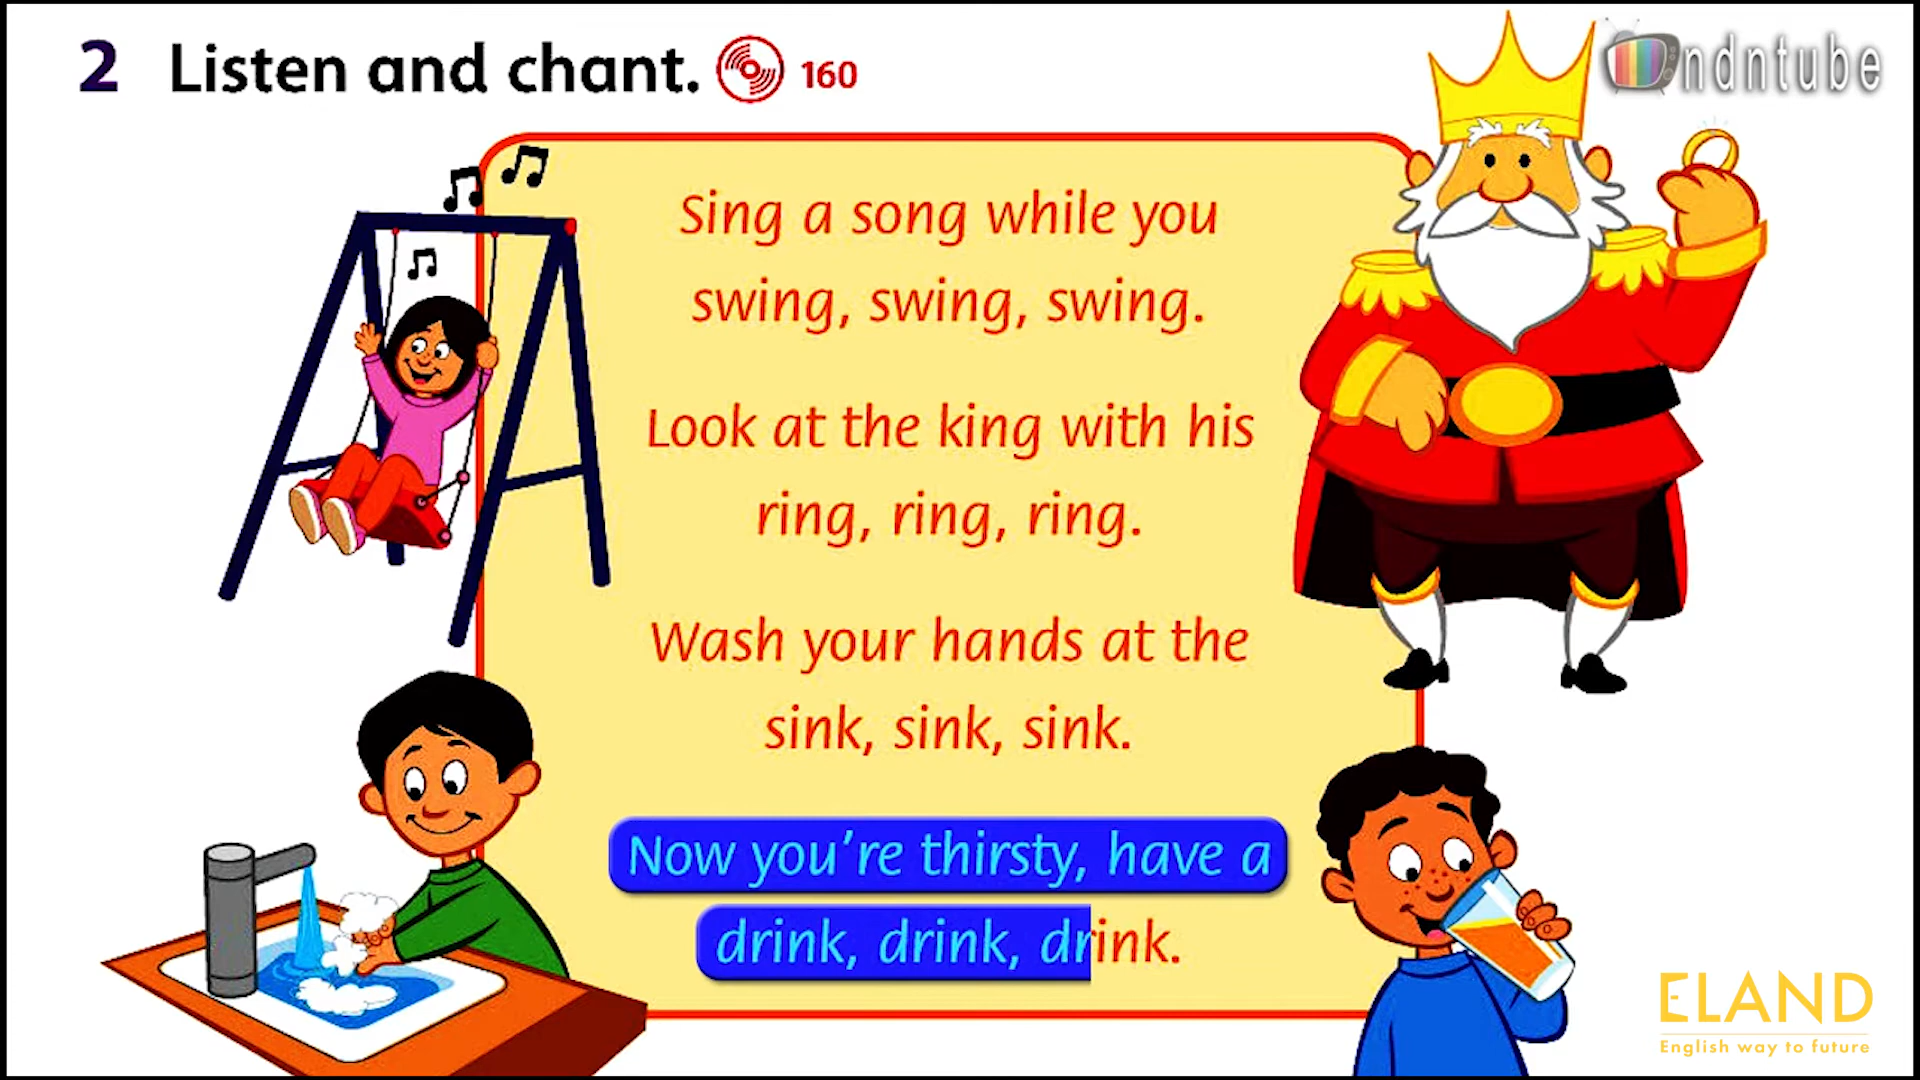 2 Listen and chant. 160
ndntube
Sing a song while you
swing, swing, swing.
Look at the king with his
ring, ring, ring.
Wash your hands at the
sink, sink, sink.
Now you're thirsty, have a
drink, drink, drink.
ELAND
English way to future